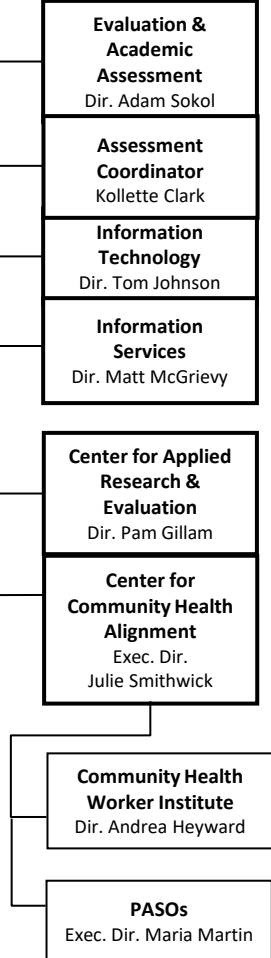 Evaluation &
Academic
Assessment
Dir. Adam Sokol
Assessment
Coordinator
Kollette Clark
Information
Technology
Dir. Tom Johnson
Information
Services
Dir. Matt McGrievy
Center for Applied
Research &
Evaluation
Dir. Pam Gillam
Center for
Community Health
Alignment
Exec. Dir.
Julie Smithwick
Community Health
Worker Institute
Dir. Andrea Heyward
PASOs
Exec. Dir. Maria Martin